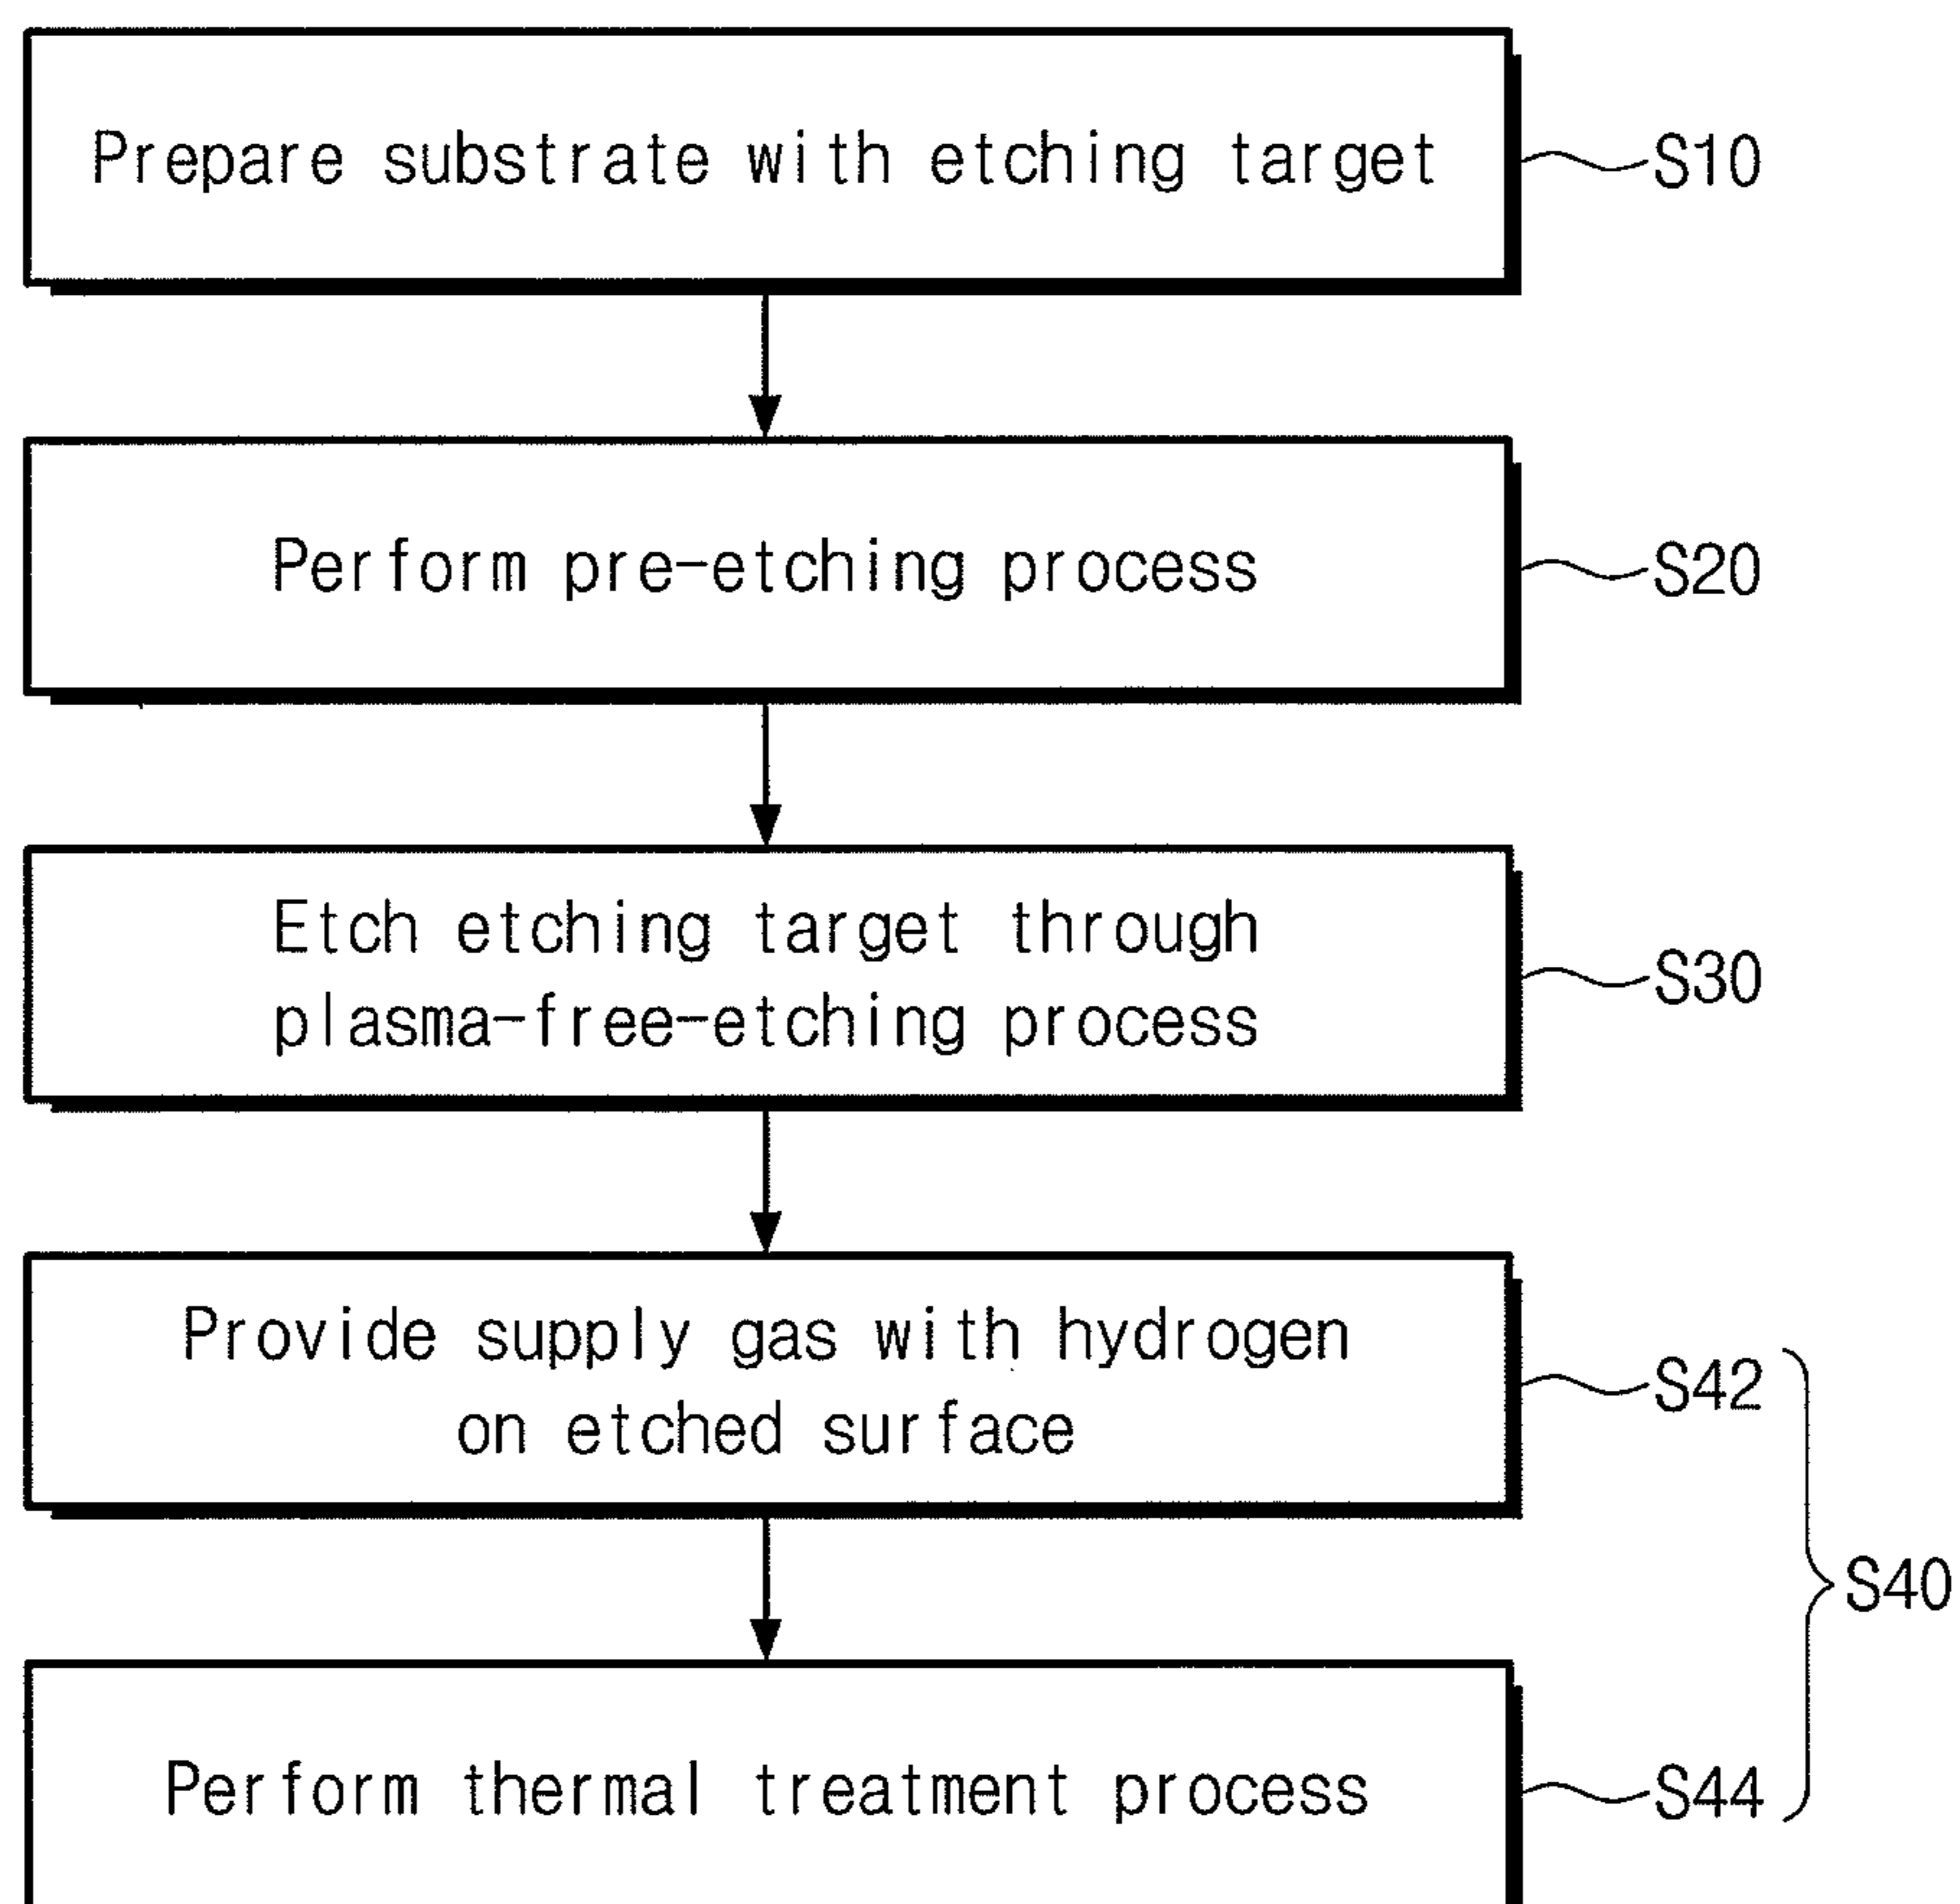 Prepare substrate with etching target
S10
Perform pre-etching process
S20
Etch etching target through
plasma-free-etching process
S30
Provide supply gas with hydrogen
on etched surface
S42
S40
Perform thermal treatment process
S44